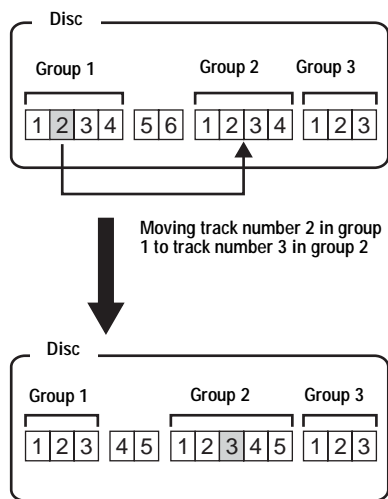 Disc
Group 1 Group 2 Group 3
1 2 3 4 5 6 1 2 3 4 1 2 3
Moving track number 2 in group
1 to track number 3 in group 2
Disc
Group 1 Group 2 Group 3
1 2 3 4 5 1 2 3 4 5 1 2 3